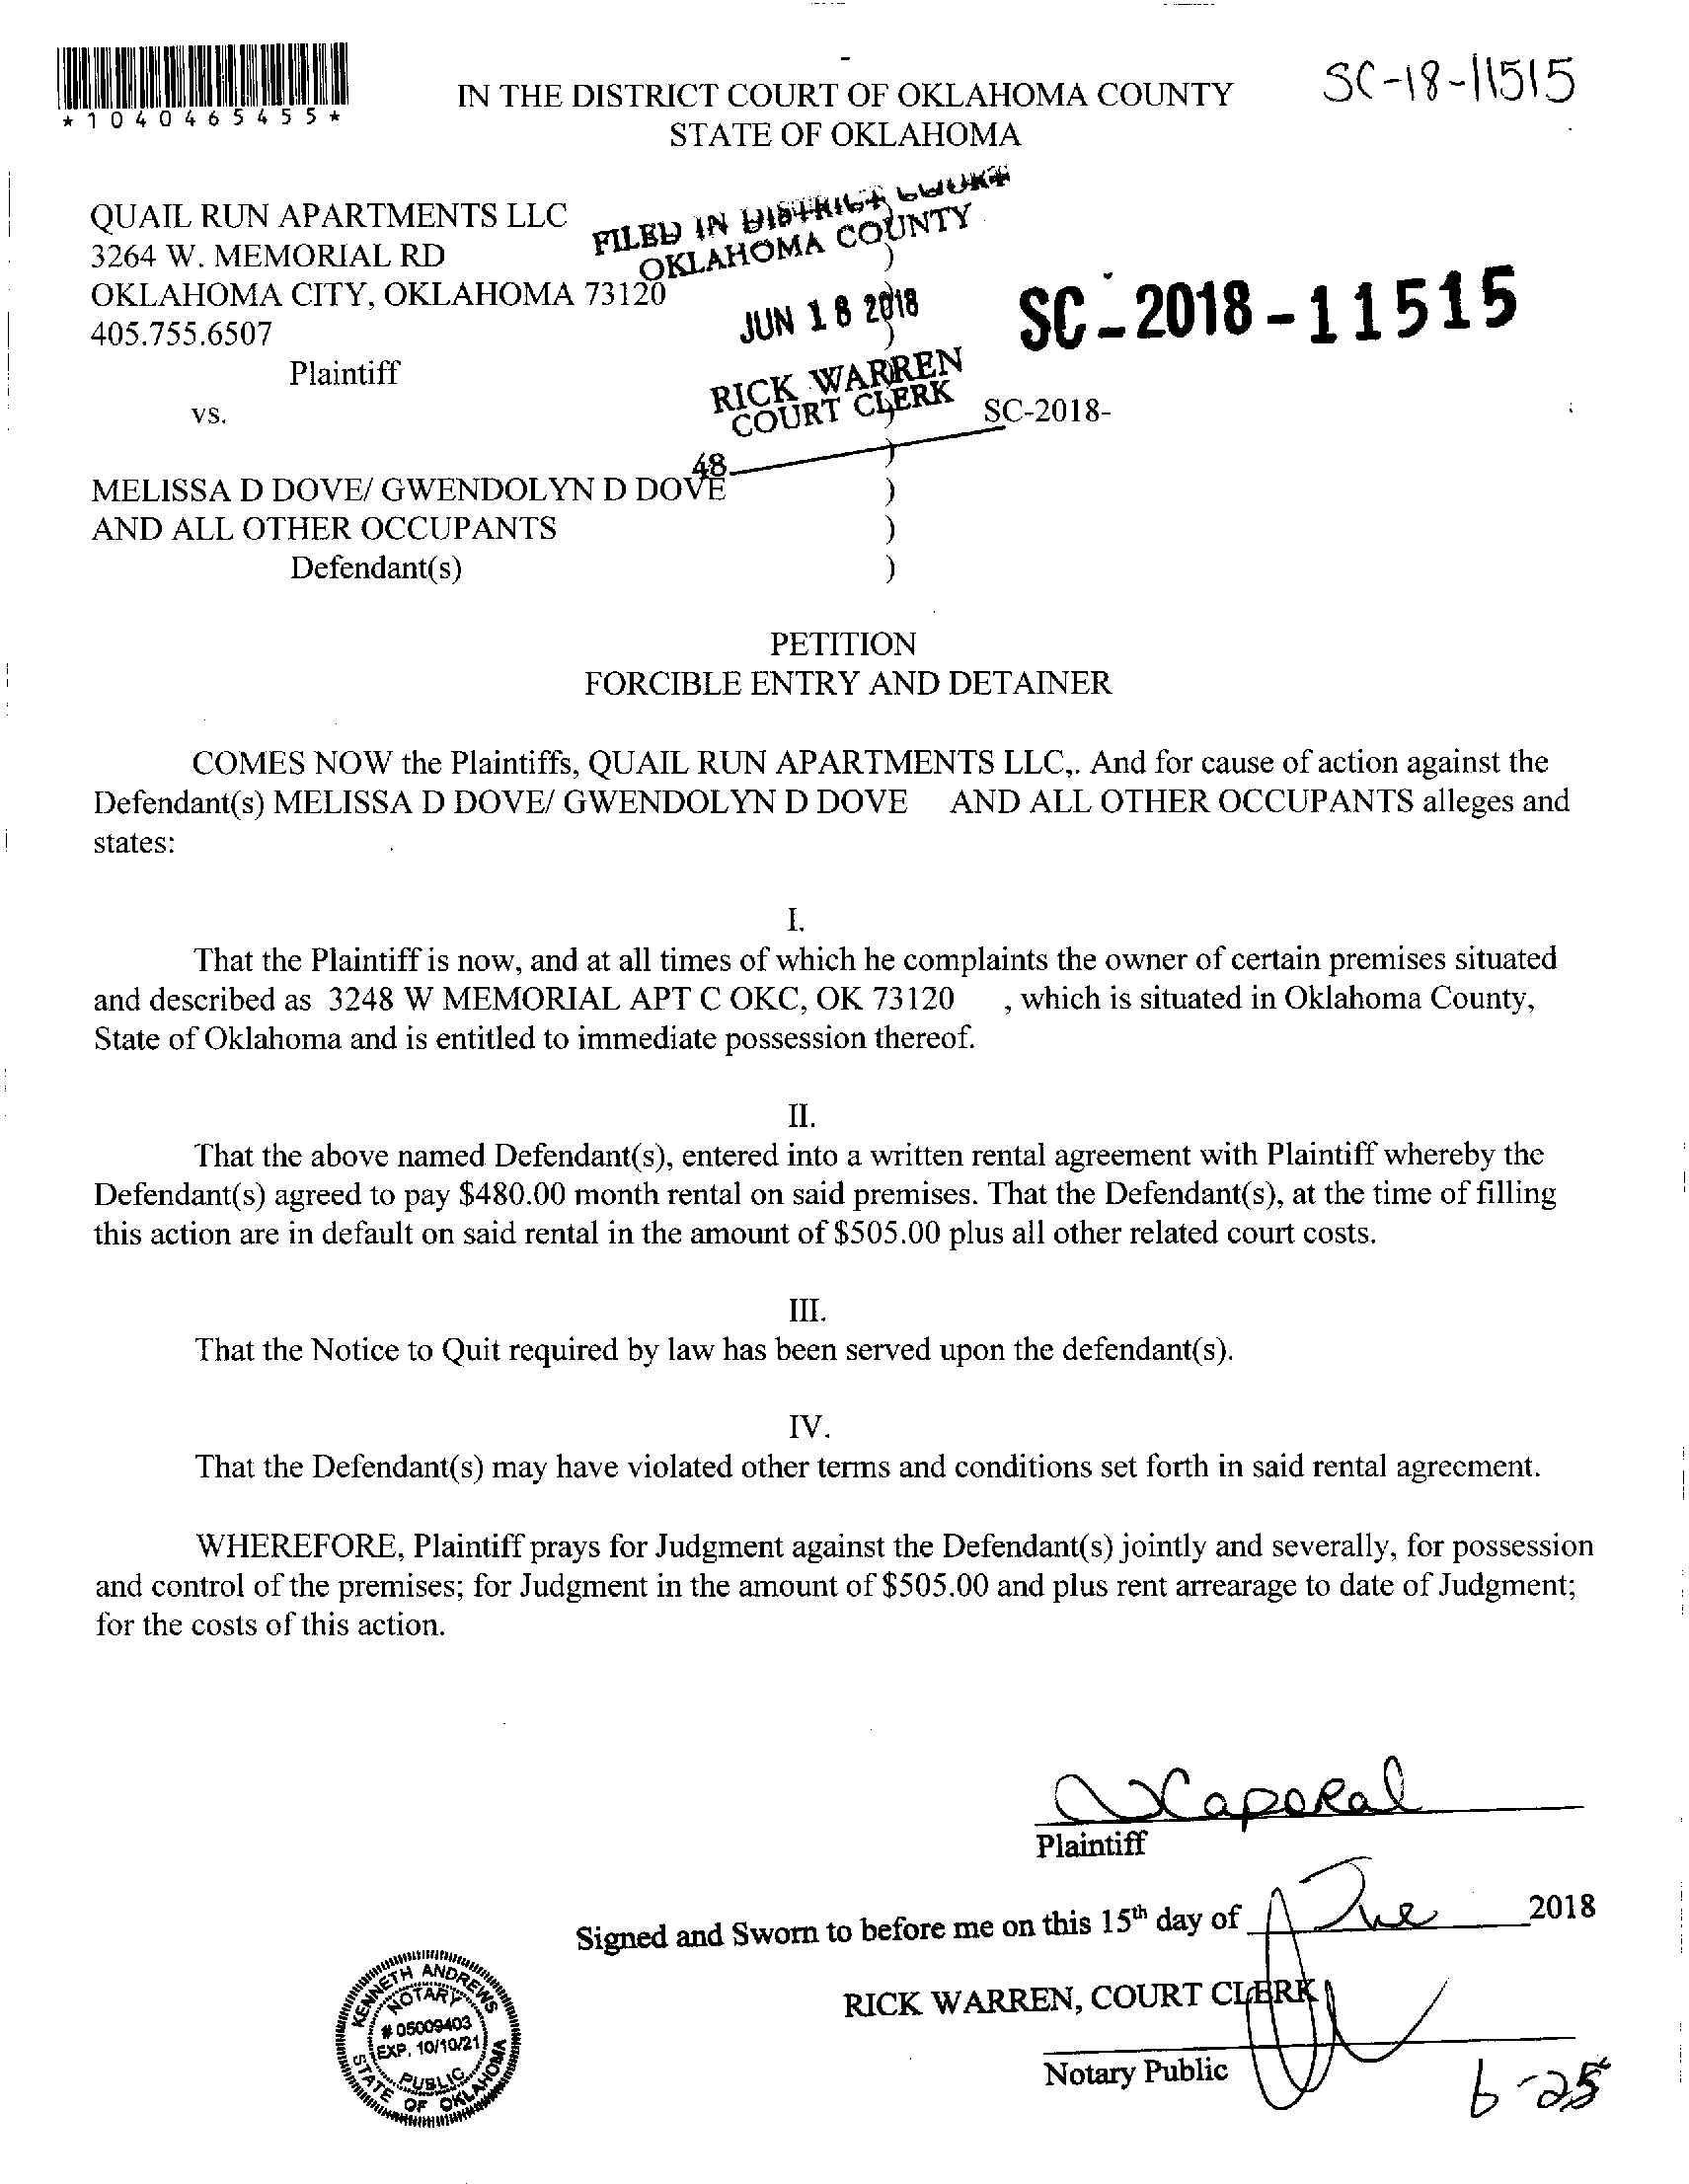 *1040465455*
SC-18-11515
IN THE DISTRICT COURT OF OKLAHOMA COUNTY
STATE OF OKLAHOMA
QUAIL RUN APARTMENTS LLC
3264 W. MEMORIAL RD
OKLAHOMA CITY, OKLAHOMA 73120
405.755.6507
Plaintiff
vs.
FILED IN DISTRICT COURT
OKLAHOMA COUNTY
JUN 18 2018
RICK WARREN
COURT CLERK
48
)
)
)
)
)
)
)
)
SC-2018-11515
SC-2018-
MELISSA D DOVE/ GWENDOLYN D DOVE
AND ALL OTHER OCCUPANTS
Defendant(s)
PETITION
FORCIBLE ENTRY AND DETAINER
COMES NOW the Plaintiffs, QUAIL RUN APARTMENTS LLC,. And for cause of action against the
Defendant(s) MELISSA D DOVE/ GWENDOLYN D DOVE AND ALL OTHER OCCUPANTS alleges and
states:
I.
That the Plaintiff is now, and at all times of which he complaints the owner of certain premises situated
and described as 3248 W MEMORIAL APT C OKC, OK 73120 , which is situated in Oklahoma County,
State of Oklahoma and is entitled to immediate possession thereof.
II.
That the above named Defendant(s), entered into a written rental agreement with Plaintiff whereby the
Defendant(s) agreed to pay $480.00 month rental on said premises. That the Defendant(s), at the time of filling
this action are in default on said rental in the amount of $505.00 plus all other related court costs.
III.
That the Notice to Quit required by law has been served upon the defendant(s).
IV.
That the Defendant(s) may have violated other terms and conditions set forth in said rental agreement.
WHEREFORE, Plaintiff prays for Judgment against the Defendant(s) jointly and severally, for possession
and control of the premises; for Judgment in the amount of $505.00 and plus rent arrearage to date of Judgment;
for the costs of this action.
Caporal
Plaintiff
Signed and Sworn to before me on this 15th day of June 2018
RICK WARREN, COURT CLERK
Notary Public
6-25
KENNETH ANDREWS
NOTARY
# 05009403
EXP. 10/10/21
PUBLIC
STATE OF OKLAHOMA